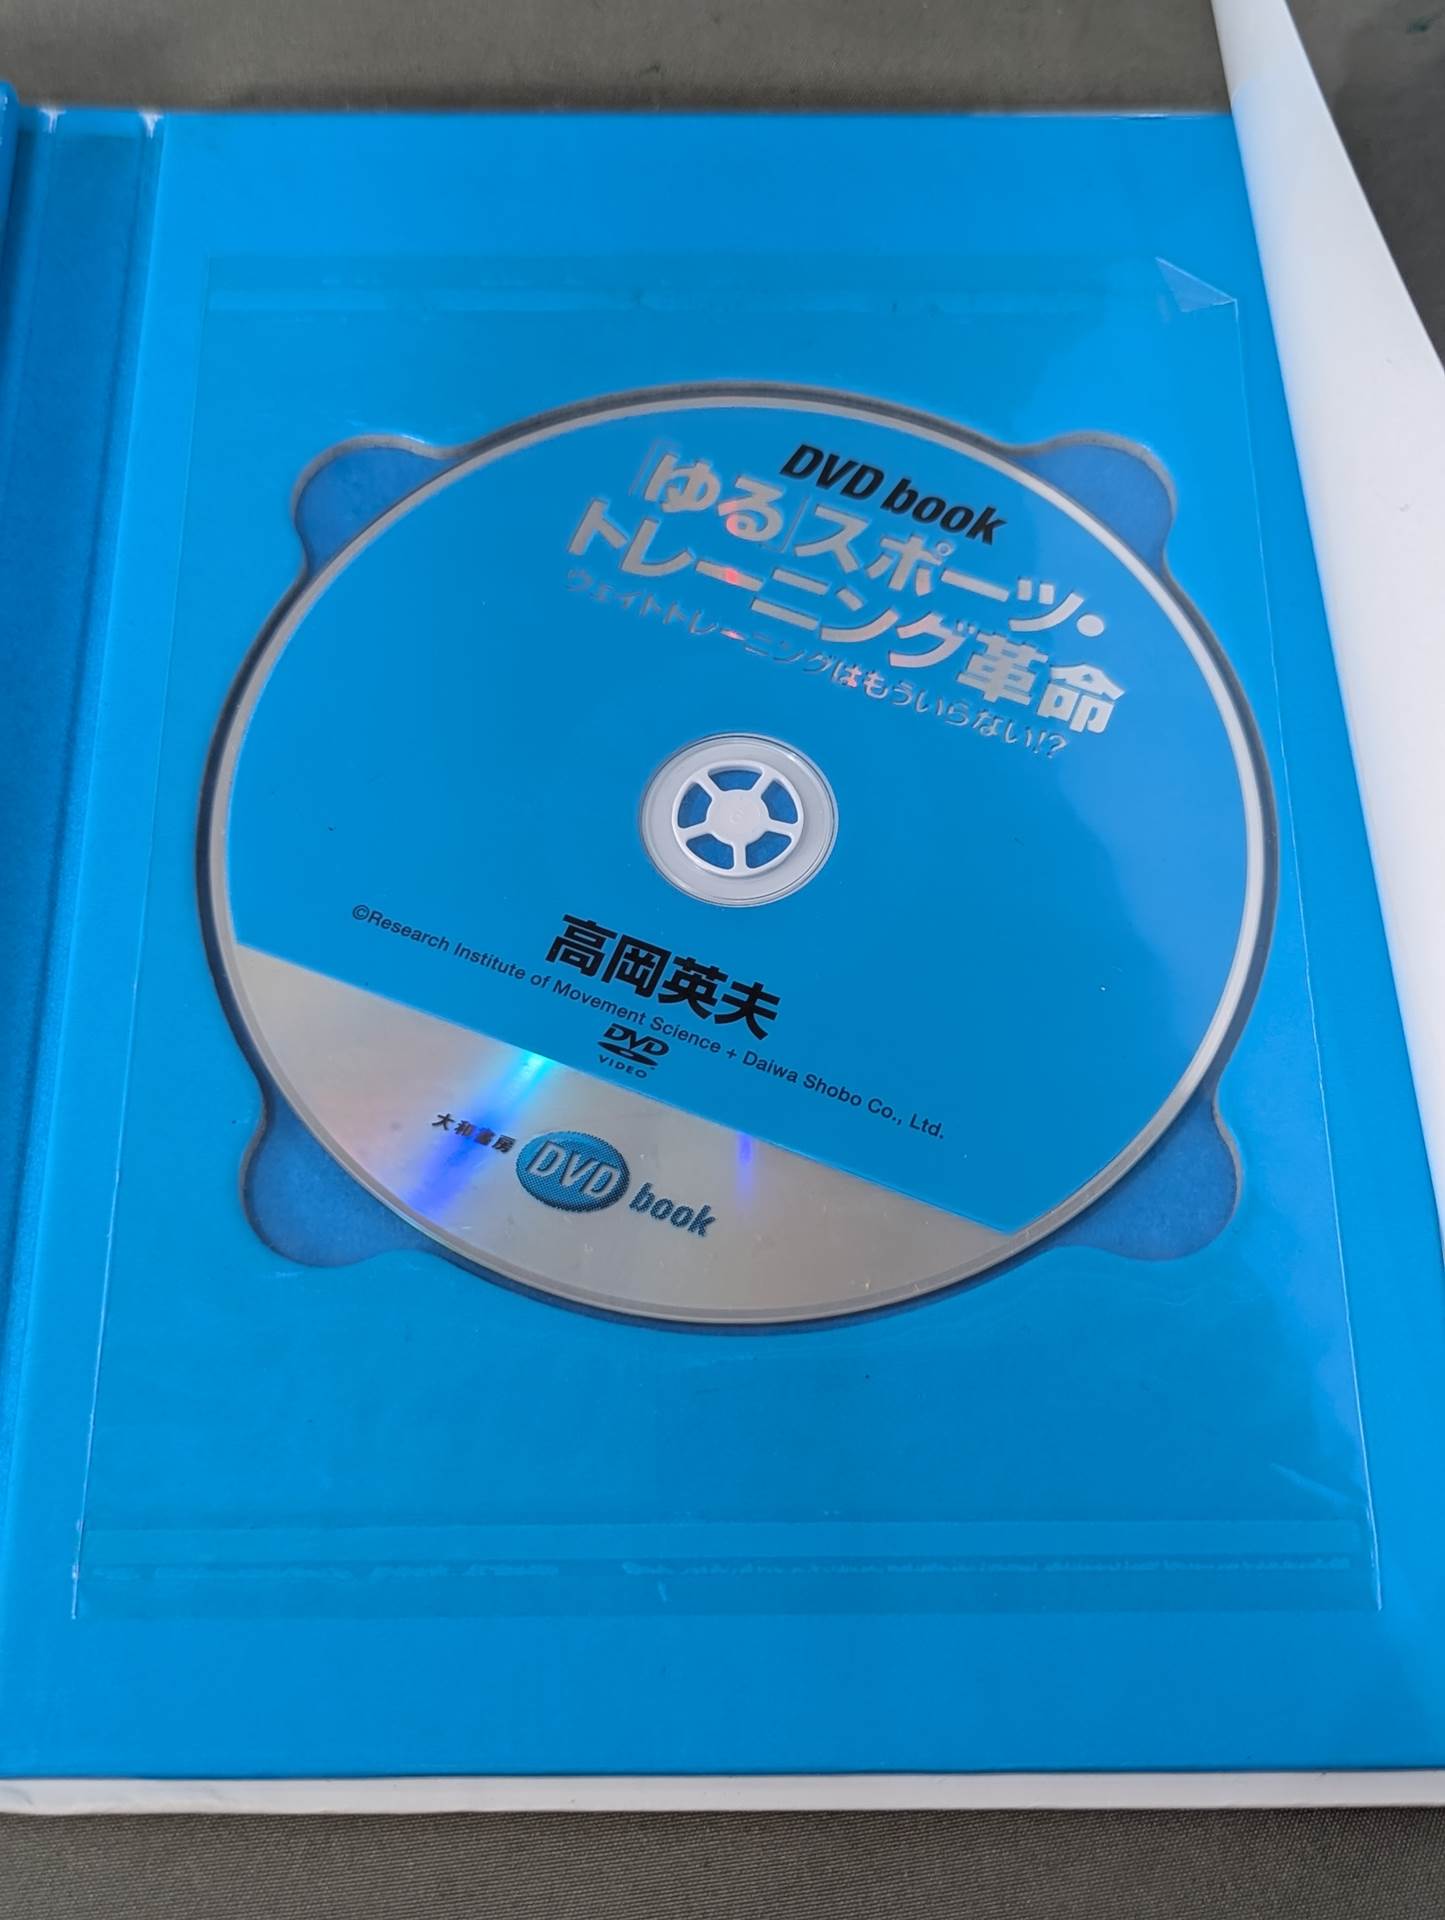 DVD book
「ゆる」スポーツ・
トレーニング革命
ウェイトトレーニングはもういらない!?
高岡英夫
©Research Institute of Movement Science + Daiwa Shobo Co., Ltd.
DVD
VIDEO
大和書房 DVD book